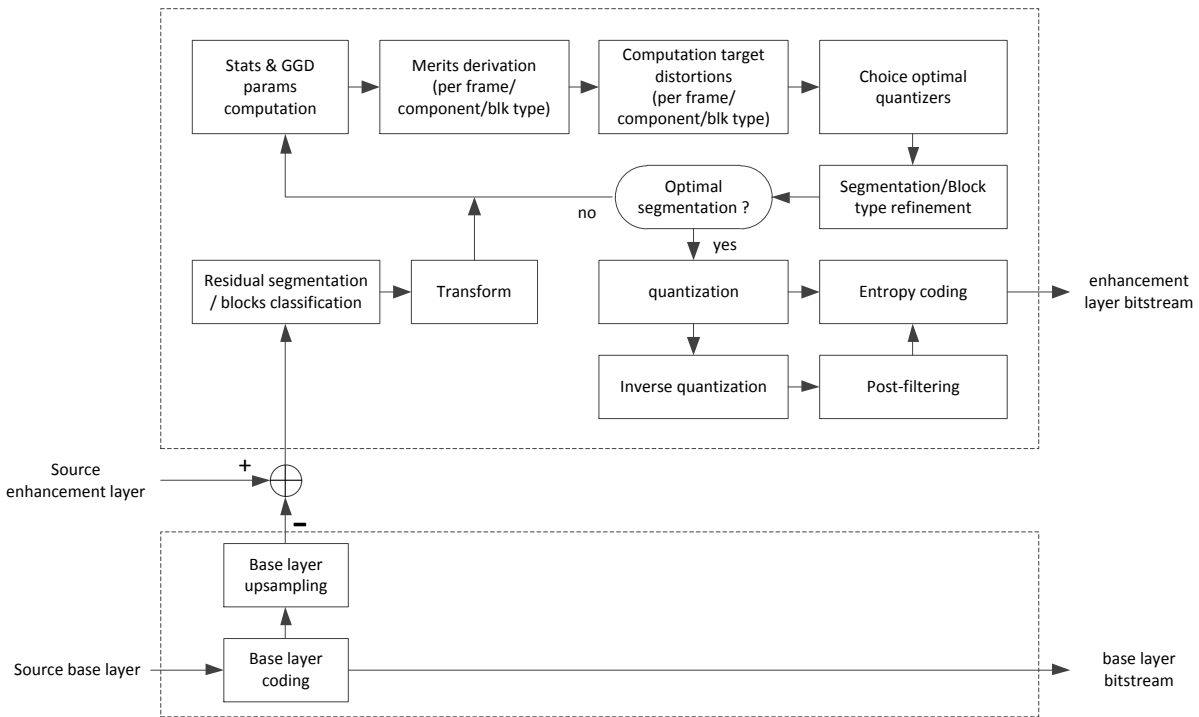 Stats & GGD
params
computation
Merits derivation
(per frame/
component/blk type)
Computation target
distortions
(per frame/
component/blk type)
Choice optimal
quantizers
Optimal
segmentation ?
Segmentation/Block
type refinement
no
yes
Residual segmentation
/ blocks classification
Transform
quantization
Entropy coding
enhancement
layer bitstream
Inverse quantization
Post-filtering
Source
enhancement layer
+
−
Base layer
upsampling
Source base layer
Base layer
coding
base layer
bitstream